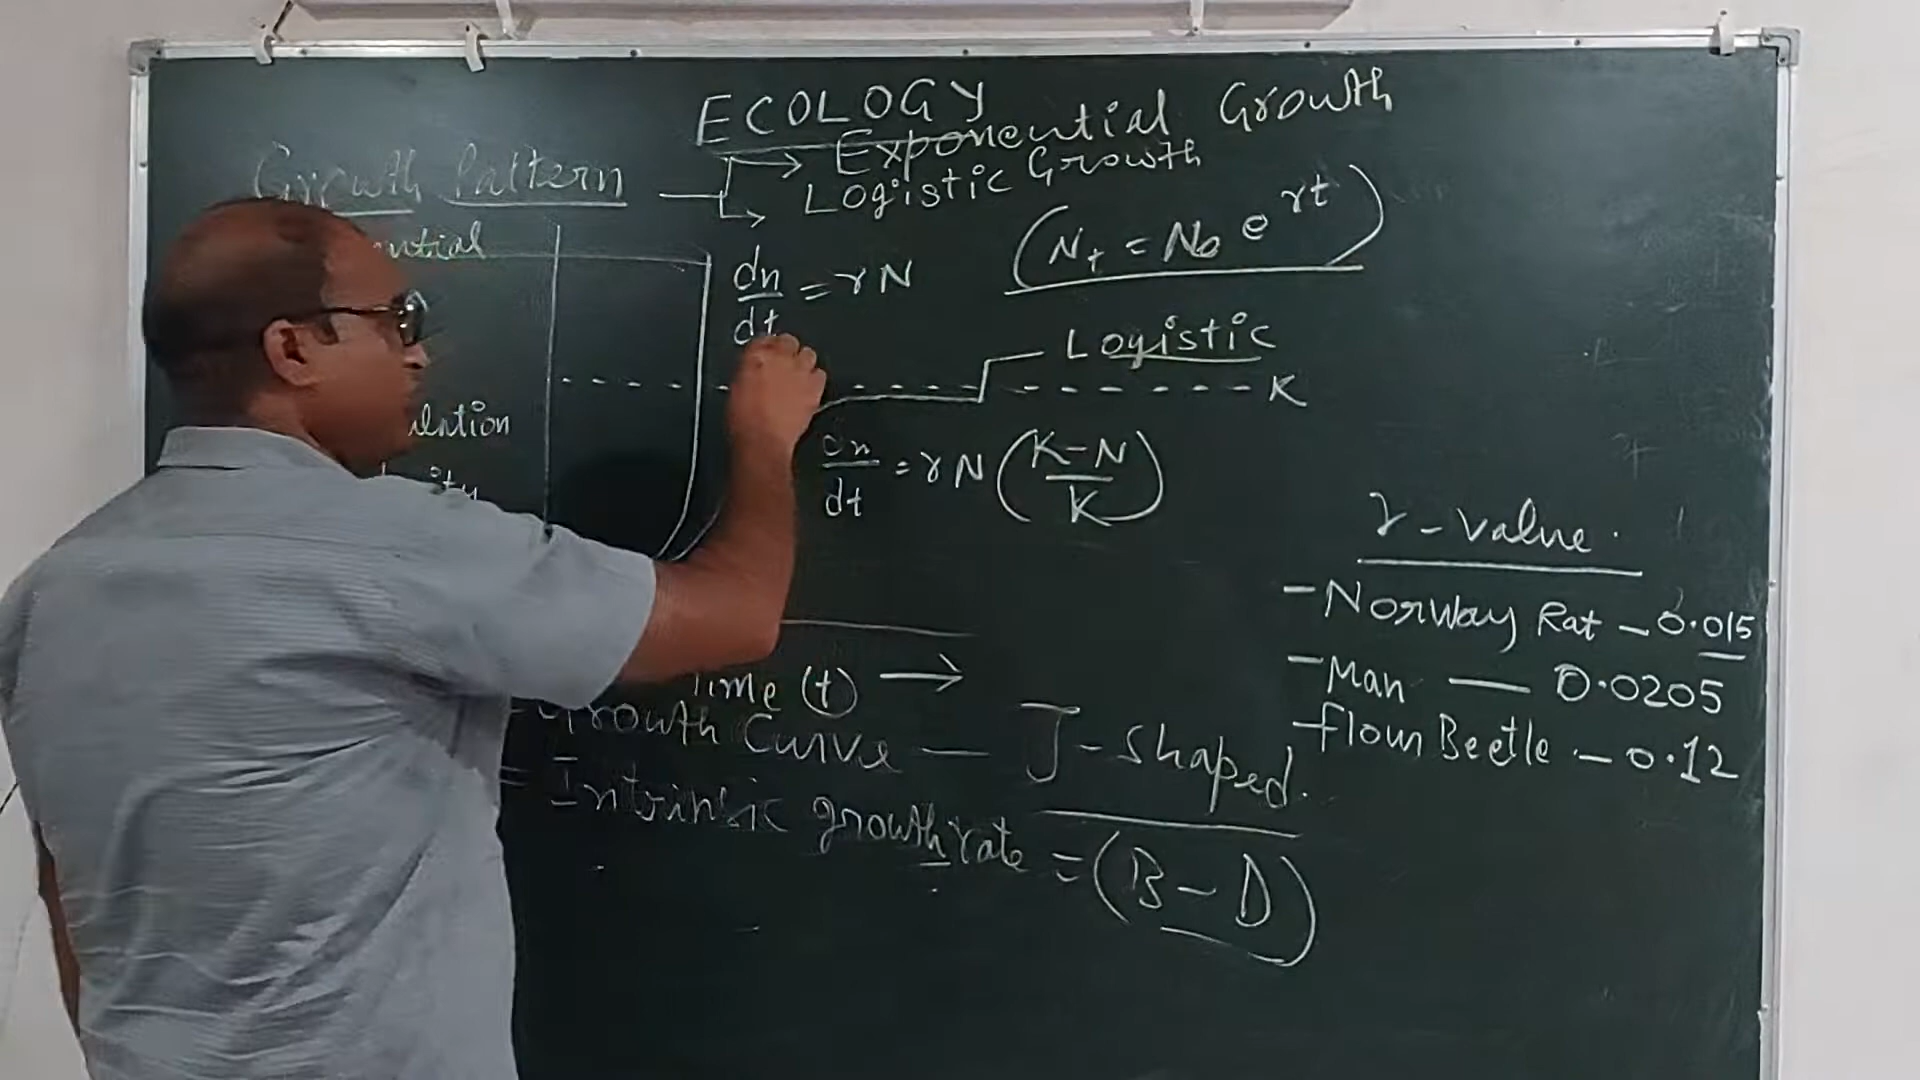 ECOLOGY
Growth Pattern → Exponential Growth
→ Logistic Growth
(Nt = N0 e^rt)
dn/dt = rN
Logistic
K
dn/dt = rN (K-N/K)
r - value.
- Norway Rat - 0.015
- Man — 0.0205
- Flour Beetle - 0.12
Time (t) →
Growth Curve — J-shaped.
= Intrinsic growth rate = (B - D)